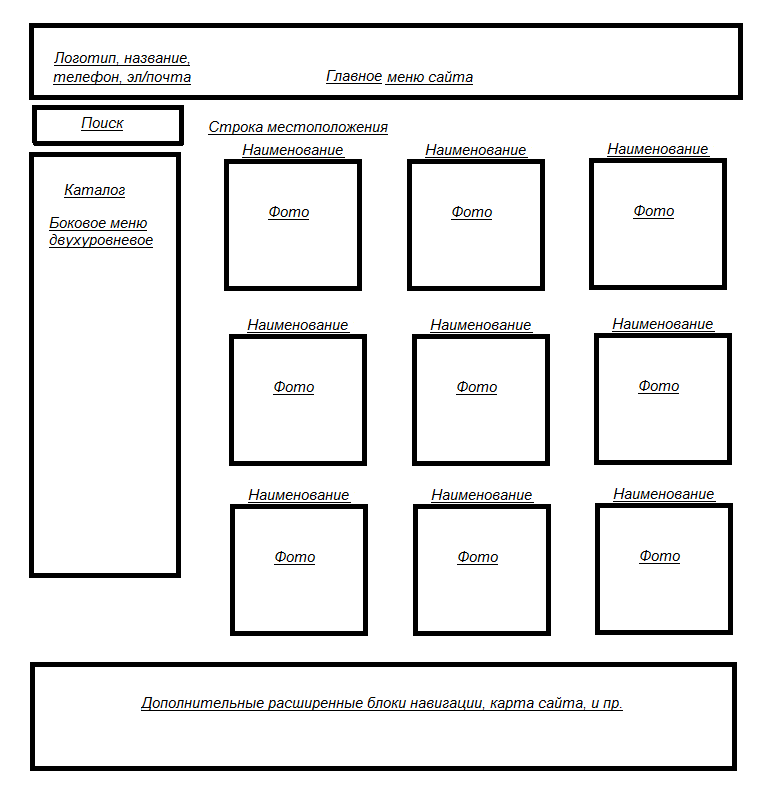 Логотип, название,
телефон, эл/почта
Главное меню сайта
Поиск
Строка местоположения
Каталог
Боковое меню
двухуровневое
Наименование
Наименование
Наименование
Фото
Фото
Фото
Наименование
Наименование
Наименование
Фото
Фото
Фото
Наименование
Наименование
Наименование
Фото
Фото
Фото
Дополнительные расширенные блоки навигации, карта сайта, и пр.